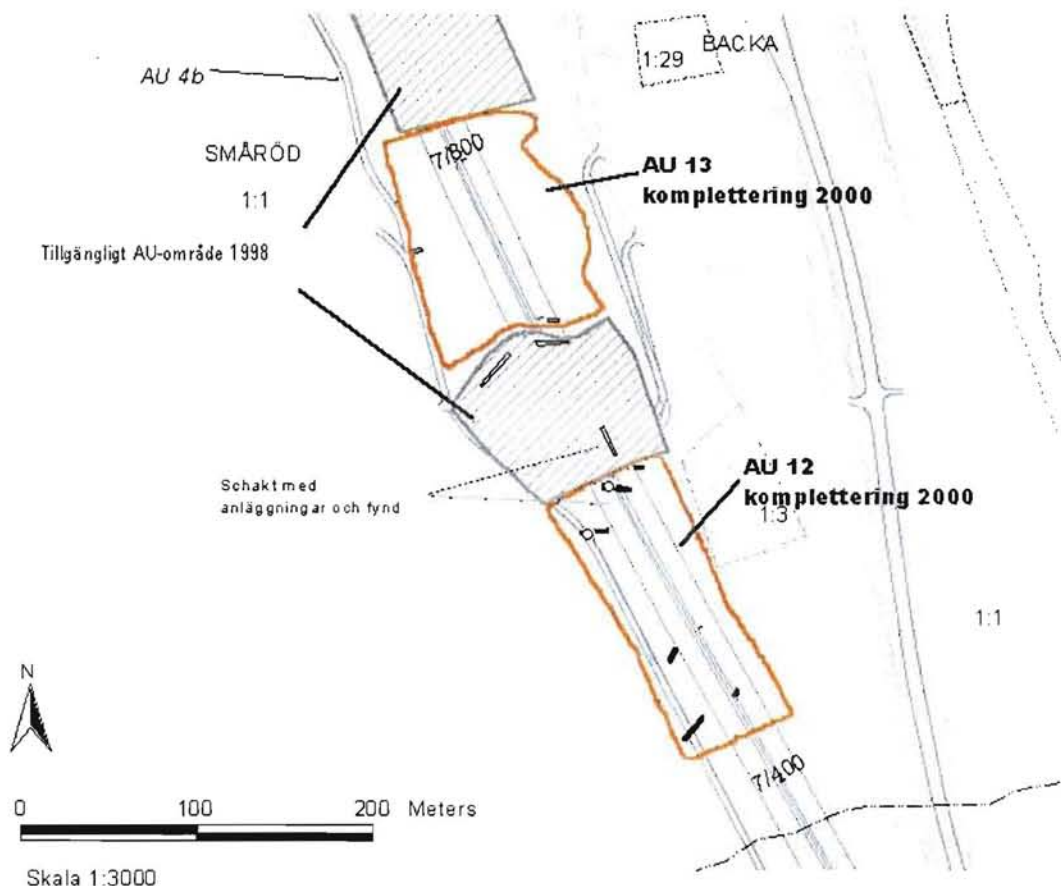 BACKA
1:29
AU 4b
SMÅRÖD
1:1
7/800
AU 13
komplettering 2000
Tillgängligt AU-område 1998
AU 12
komplettering 2000
1:3
Schakt med
anläggningar och fynd
1:1
N
7/400
0 100 200 Meters
Skala 1:3000